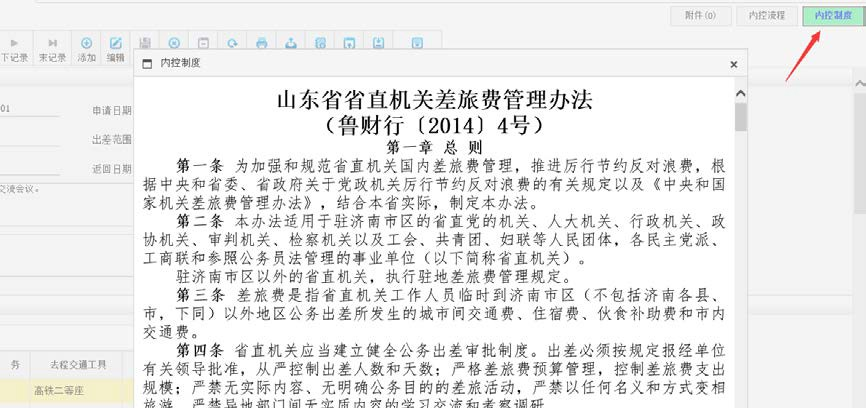 附件(0) 内控流程 内控制度
下记录 末记录 添加 编辑
内控制度
01 申请日期
出差范围
返回日期
交流会议。
山东省省直机关差旅费管理办法
（鲁财行〔2014〕4号）
第一章 总 则
第一条 为加强和规范省直机关国内差旅费管理，推进厉行节约反对浪费，根
据中央和省委、省政府关于党政机关厉行节约反对浪费的有关规定以及《中央和国
家机关差旅费管理办法》，结合本省实际，制定本办法。
第二条 本办法适用于驻济南市区的省直党的机关、人大机关、行政机关、政
协机关、审判机关、检察机关以及工会、共青团、妇联等人民团体，各民主党派、
工商联和参照公务员法管理的事业单位（以下简称省直机关）。
驻济南市区以外的省直机关，执行驻地差旅费管理规定。
第三条 差旅费是指省直机关工作人员临时到济南市区（不包括济南各县、
市，下同）以外地区公务出差所发生的城市间交通费、住宿费、伙食补助费和市内
交通费。
第四条 省直机关应当建立健全公务出差审批制度。出差必须按规定报经单位
有关领导批准，从严控制出差人数和天数；严格差旅费预算管理，控制差旅费支出
规模；严禁无实际内容、无明确公务目的的差旅活动，严禁以任何名义和方式变相
旅游，严禁异地部门间无实质内容的学习交流和考察调研。
务 去程交通工具
高铁二等座